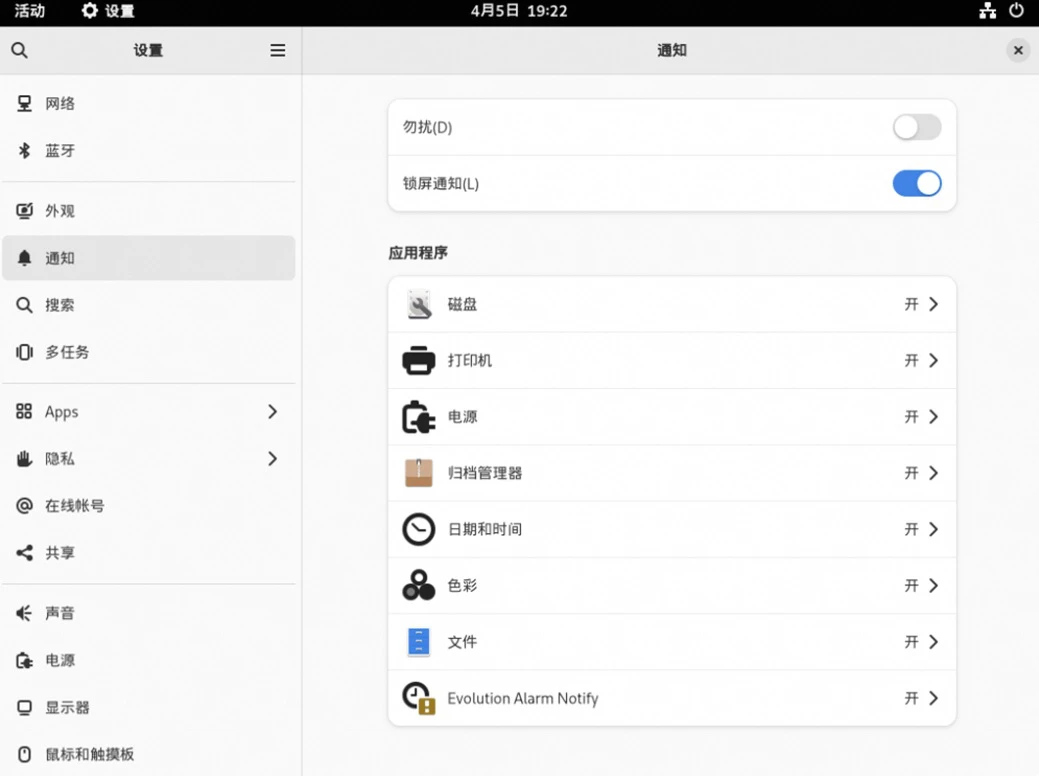 活动 设置 4月5日 19:22
设置
通知
网络
蓝牙
外观
通知
搜索
多任务
Apps
隐私
在线帐号
共享
声音
电源
显示器
鼠标和触摸板
勿扰(D)
锁屏通知(L)
应用程序
磁盘 开
打印机 开
电源 开
归档管理器 开
日期和时间 开
色彩 开
文件 开
Evolution Alarm Notify 开